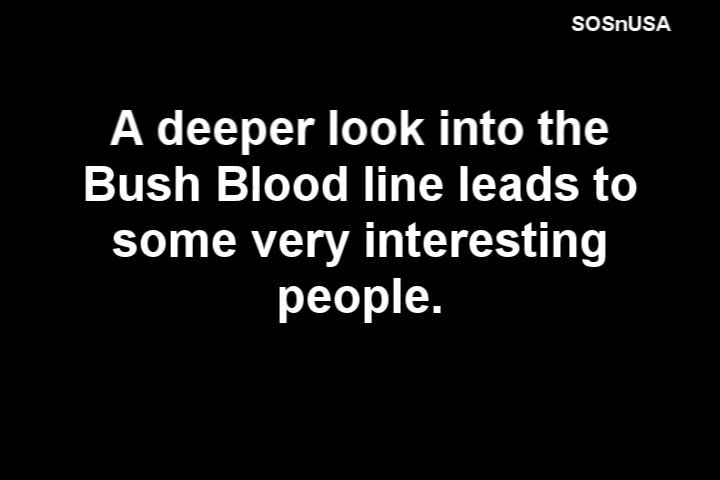 SOSnUSA
A deeper look into the
Bush Blood line leads to
some very interesting
people.